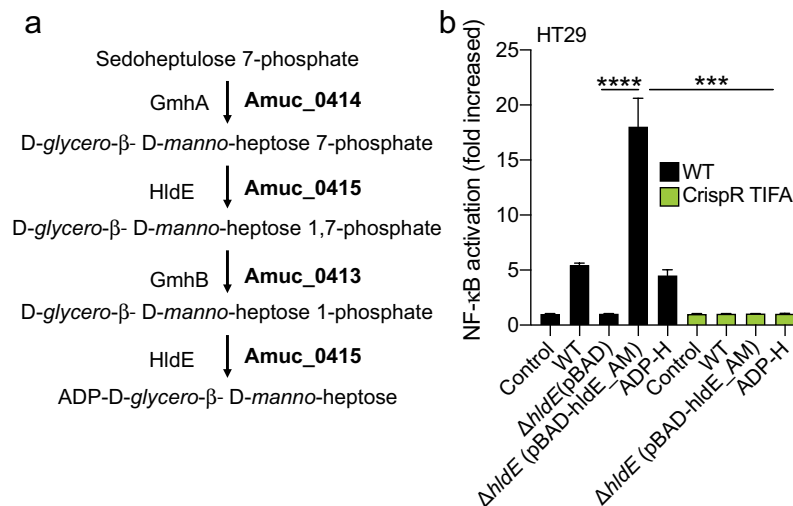 a
Sedoheptulose 7-phosphate
GmhA Amuc_0414
D-glycero-β- D-manno-heptose 7-phosphate
HldE Amuc_0415
D-glycero-β- D-manno-heptose 1,7-phosphate
GmhB Amuc_0413
D-glycero-β- D-manno-heptose 1-phosphate
HldE Amuc_0415
ADP-D-glycero-β- D-manno-heptose
b
HT29
NF-κB activation (fold increased)
25
20
15
10
5
0
**** ***
WT
CrispR TIFA
Control
WT
ΔhldE(pBAD)
ΔhldE (pBAD-hldE_AM)
ADP-H
Control
WT
ΔhldE (pBAD-hldE_AM)
ADP-H